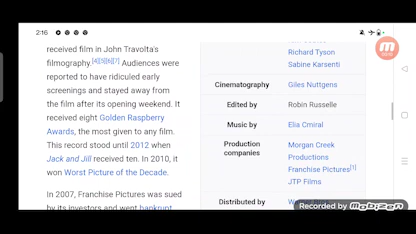 2:16
received film in John Travolta's
filmography.[4][5][6][7] Audiences were
reported to have ridiculed early
screenings and stayed away from
the film after its opening weekend. It
received eight Golden Raspberry
Awards, the most given to any film.
This record stood until 2012 when
Jack and Jill received ten. In 2010, it
won Worst Picture of the Decade.
In 2007, Franchise Pictures was sued
by its investors and went bankrupt
Richard Tyson
Sabine Karsenti
Cinematography Giles Nuttgens
Edited by Robin Russelle
Music by Elia Cmiral
Production companies Morgan Creek
Productions
Franchise Pictures[1]
JTP Films
Distributed by
Recorded by Mobizen